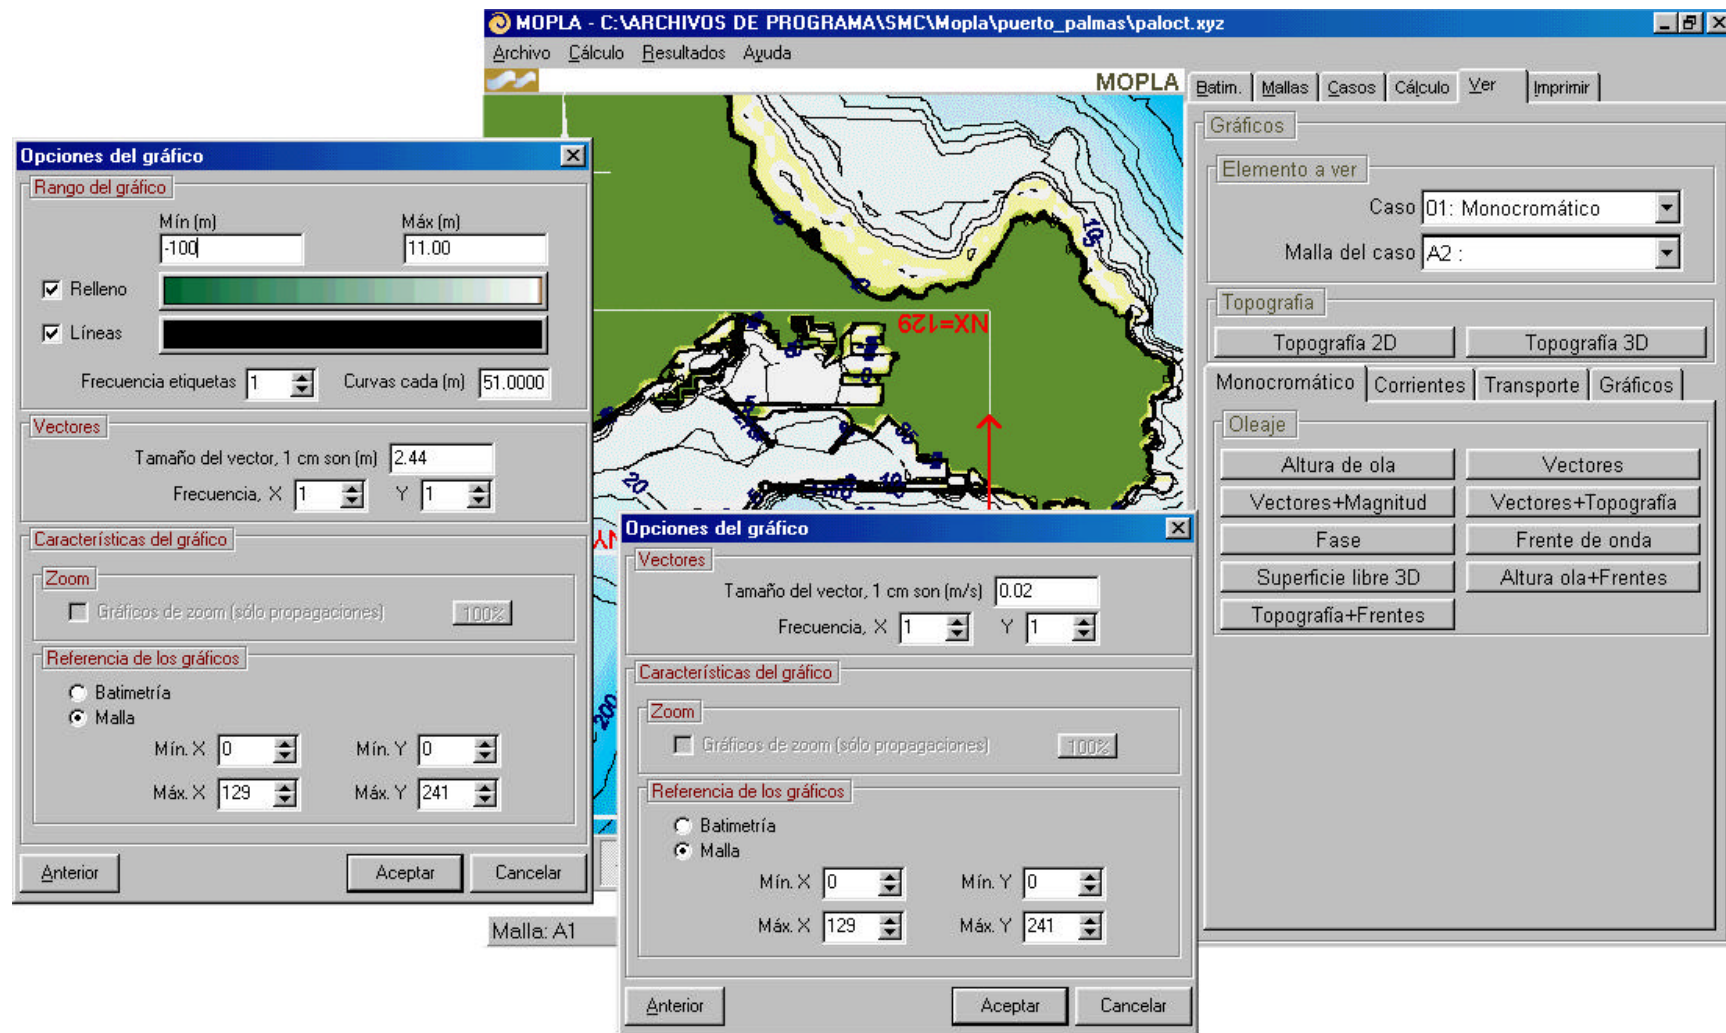 MOPLA - C:\ARCHIVOS DE PROGRAMA\SMC\Mopla\puerto_palmas\paloct.xyz
Archivo Cálculo Resultados Ayuda
MOPLA
Batim. Mallas Casos Cálculo Ver Imprimir
Gráficos
Elemento a ver
Caso 01: Monocromático
Malla del caso A2 :
Topografía
Topografía 2D Topografía 3D
Monocromático Corrientes Transporte Gráficos
Oleaje
Altura de ola Vectores
Vectores+Magnitud Vectores+Topografía
Fase Frente de onda
Superficie libre 3D Altura ola+Frentes
Topografía+Frentes
NX=129
20
200
Malla: A1
Opciones del gráfico
Rango del gráfico
Mín (m) Máx (m)
-100 11.00
Relleno
Líneas
Frecuencia etiquetas 1 Curvas cada (m) 51.0000
Vectores
Tamaño del vector, 1 cm son (m) 2.44
Frecuencia, X 1 Y 1
Características del gráfico
Zoom
Gráficos de zoom (sólo propagaciones) 100%
Referencia de los gráficos
Batimetría
Malla
Mín. X 0 Mín. Y 0
Máx. X 129 Máx. Y 241
Anterior Aceptar Cancelar
Opciones del gráfico
Vectores
Tamaño del vector, 1 cm son (m/s) 0.02
Frecuencia, X 1 Y 1
Características del gráfico
Zoom
Gráficos de zoom (sólo propagaciones) 100%
Referencia de los gráficos
Batimetría
Malla
Mín. X 0 Mín. Y 0
Máx. X 129 Máx. Y 241
Anterior Aceptar Cancelar